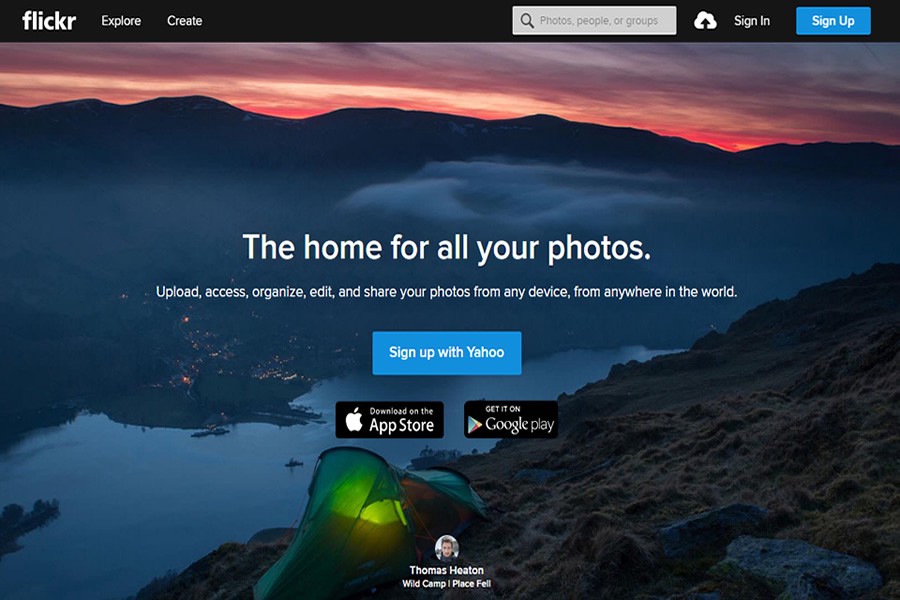 flickr
Explore
Create
Photos, people, or groups
Sign In
Sign Up
The home for all your photos.
Upload, access, organize, edit, and share your photos from any device, from anywhere in the world.
Sign up with Yahoo
Download on the
App Store
GET IT ON
Google play
Thomas Heaton
Wild Camp | Place Fell